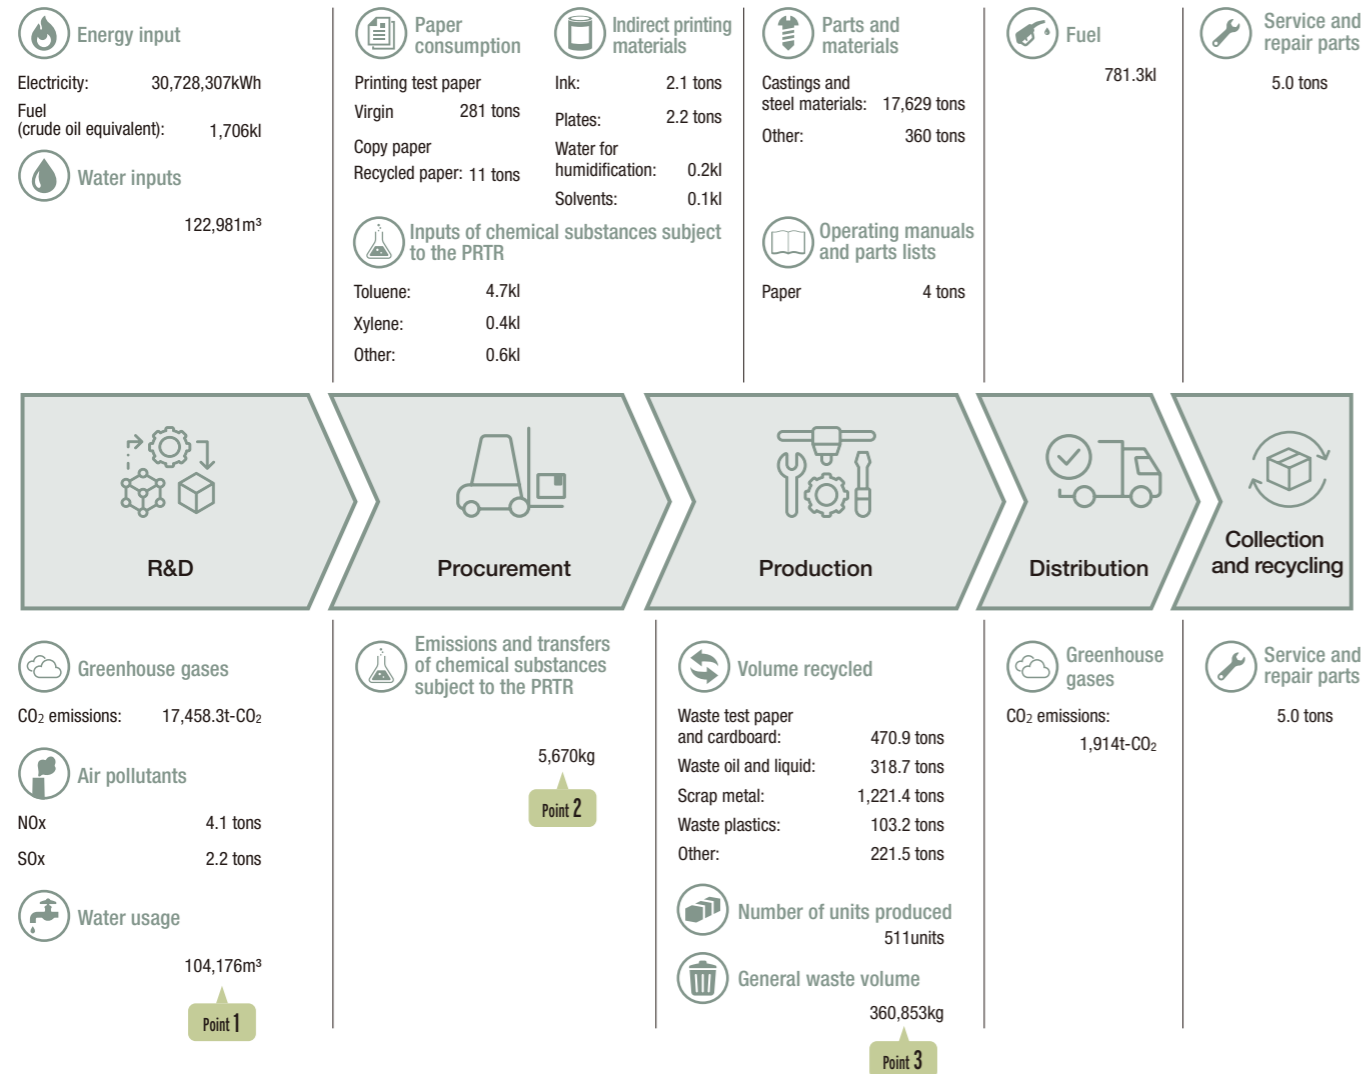 Energy input
Electricity: 30,728,307kWh
Fuel
(crude oil equivalent): 1,706kl
Water inputs
122,981m³
Paper
consumption
Printing test paper
Virgin 281 tons
Copy paper
Recycled paper: 11 tons
Indirect printing
materials
Ink: 2.1 tons
Plates: 2.2 tons
Water for
humidification: 0.2kl
Solvents: 0.1kl
Inputs of chemical substances subject
to the PRTR
Toluene: 4.7kl
Xylene: 0.4kl
Other: 0.6kl
Parts and
materials
Castings and
steel materials: 17,629 tons
Other: 360 tons
Operating manuals
and parts lists
Paper 4 tons
Fuel
781.3kl
Service and
repair parts
5.0 tons
R&D
Procurement
Production
Distribution
Collection
and recycling
Greenhouse gases
CO₂ emissions: 17,458.3t-CO₂
Air pollutants
NOx 4.1 tons
SOx 2.2 tons
Water usage
104,176m³
Point 1
Emissions and transfers
of chemical substances
subject to the PRTR
5,670kg
Point 2
Volume recycled
Waste test paper
and cardboard: 470.9 tons
Waste oil and liquid: 318.7 tons
Scrap metal: 1,221.4 tons
Waste plastics: 103.2 tons
Other: 221.5 tons
Number of units produced
511units
General waste volume
360,853kg
Point 3
Greenhouse
gases
CO₂ emissions:
1,914t-CO₂
Service and
repair parts
5.0 tons